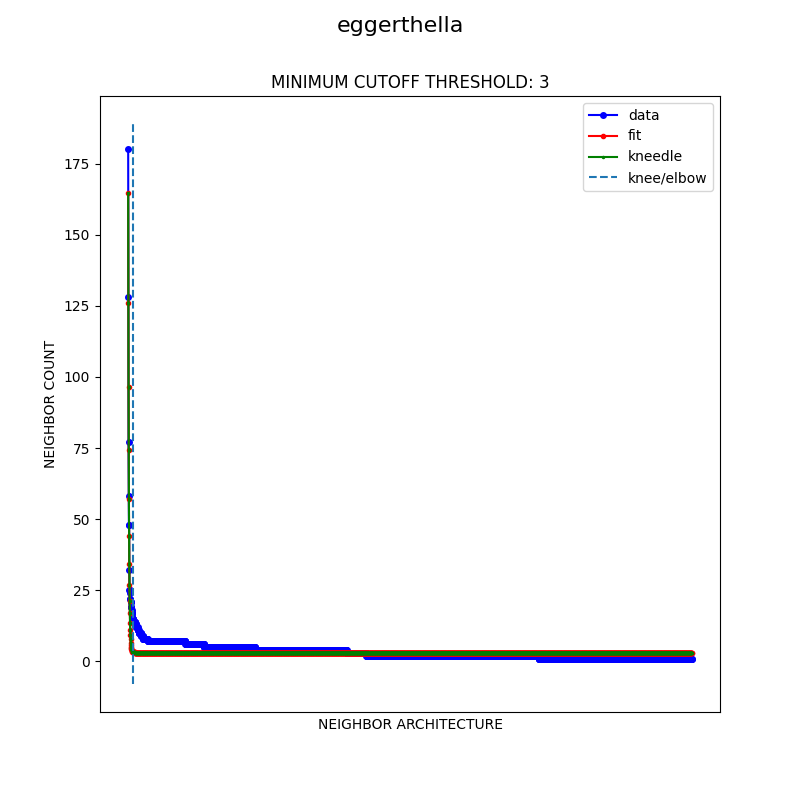 eggerthella
MINIMUM CUTOFF THRESHOLD: 3
data
fit
kneedle
knee/elbow
175
150
125
100
75
50
25
0
NEIGHBOR COUNT
NEIGHBOR ARCHITECTURE